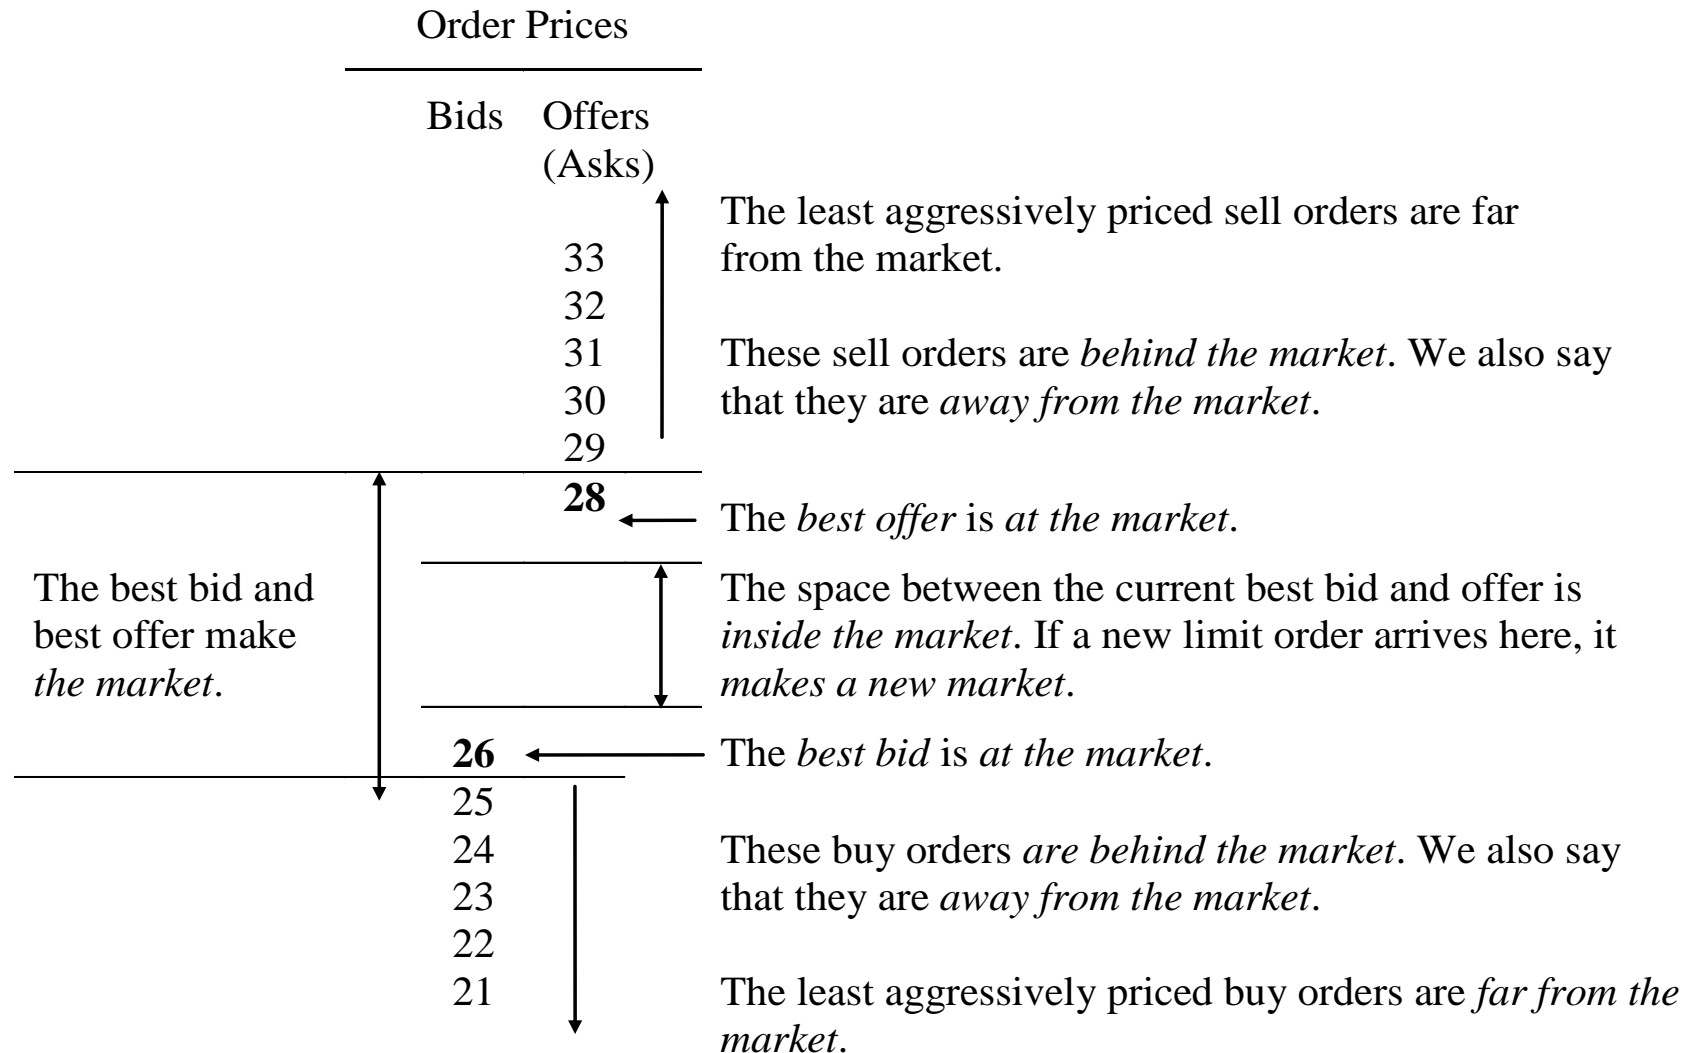 Order Prices
Bids Offers
(Asks)
The least aggressively priced sell orders are far
from the market.
33
32
31
These sell orders are behind the market. We also say
that they are away from the market.
30
29
28
The best offer is at the market.
The best bid and
best offer make
the market.
The space between the current best bid and offer is
inside the market. If a new limit order arrives here, it
makes a new market.
26
The best bid is at the market.
25
24
These buy orders are behind the market. We also say
that they are away from the market.
23
22
21
The least aggressively priced buy orders are far from the
market.